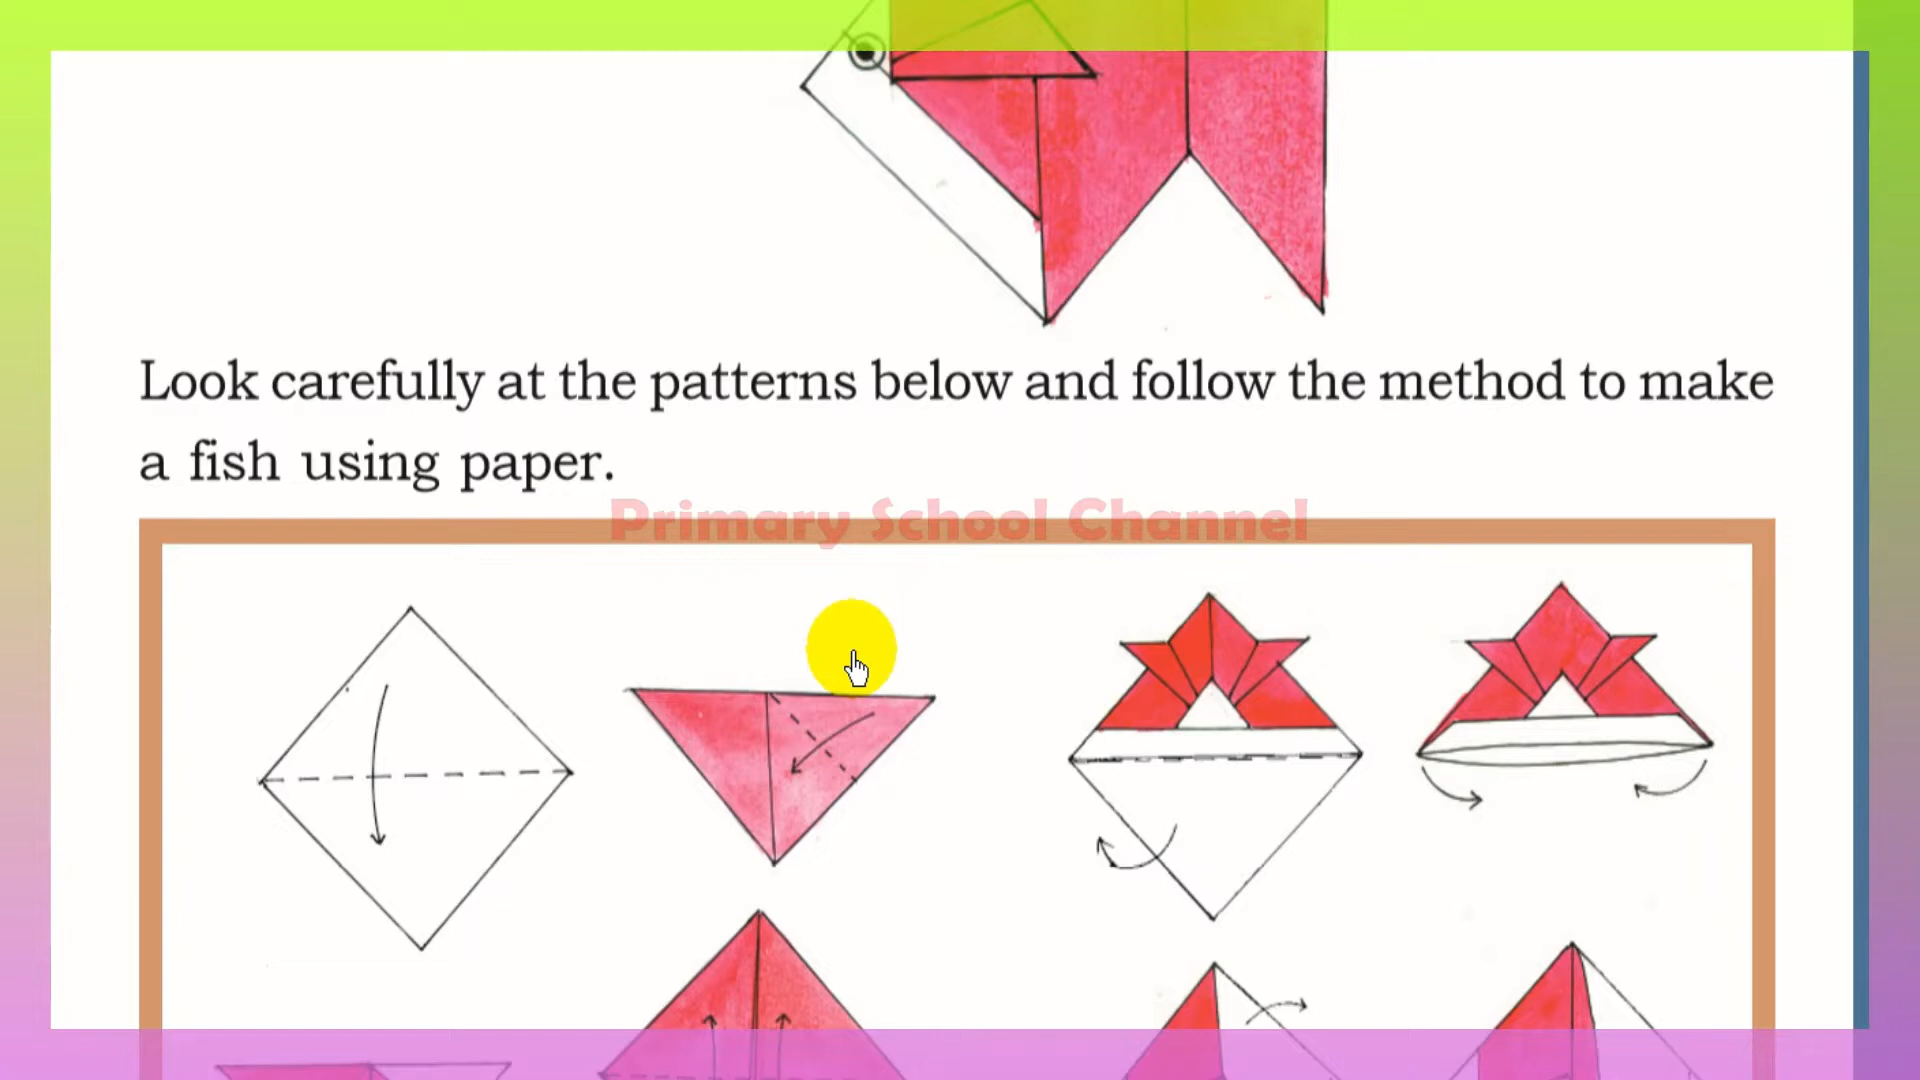 Look carefully at the patterns below and follow the method to make
a fish using paper.
Primary School Channel